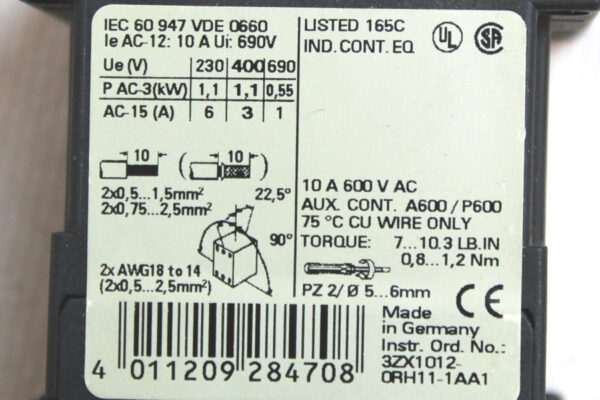 IEC 60 947 VDE 0660
Ie AC-12: 10 A Ui: 690V
Ue (V) 230 400 690
P AC-3(kW) 1,1 1,1 0,55
AC-15 (A) 6 3 1
10 ( 10 )
2x0,5...1,5mm²
2x0,75...2,5mm²
22,5°
90°
2x AWG18 to 14
(2x0,5...2,5mm²)
LISTED 165C
IND. CONT. EQ
UL SA
10 A 600 V AC
AUX. CONT. A600 / P600
75 °C CU WIRE ONLY
TORQUE: 7...10.3 LB.IN
0,8...1,2 Nm
PZ 2/ Ø 5...6mm
Made
in Germany
CE
Instr. Ord. No.:
3ZX1012-
0RH11-1AA1
4 011209 284708